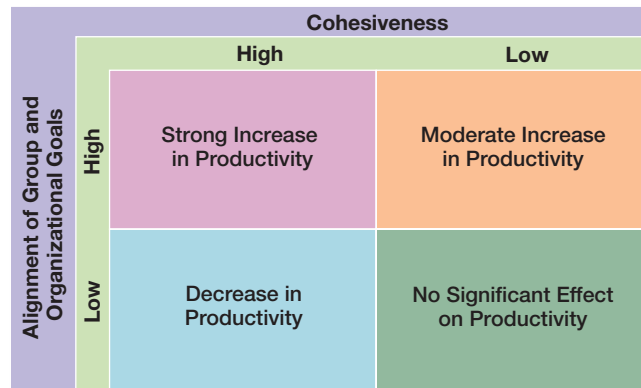 Cohesiveness
High
Low
Alignment of Group and
Organizational Goals
High
Strong Increase
in Productivity
Moderate Increase
in Productivity
Low
Decrease in
Productivity
No Significant Effect
on Productivity